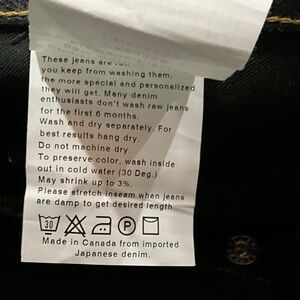 These jeans are
you keep from washing them,
the more special and personalized
they will get. Many denim
enthusiasts don't wash raw jeans
for the first 6 months.
Wash and dry separately. For
best results hang dry.
Do not machine dry.
To preserve color, wash inside
out in cold water (30 Deg.)
May shrink up to 3%.
Please stretch inseam when jeans
are damp to get desired length
30 P
Made in Canada from imported
Japanese denim.